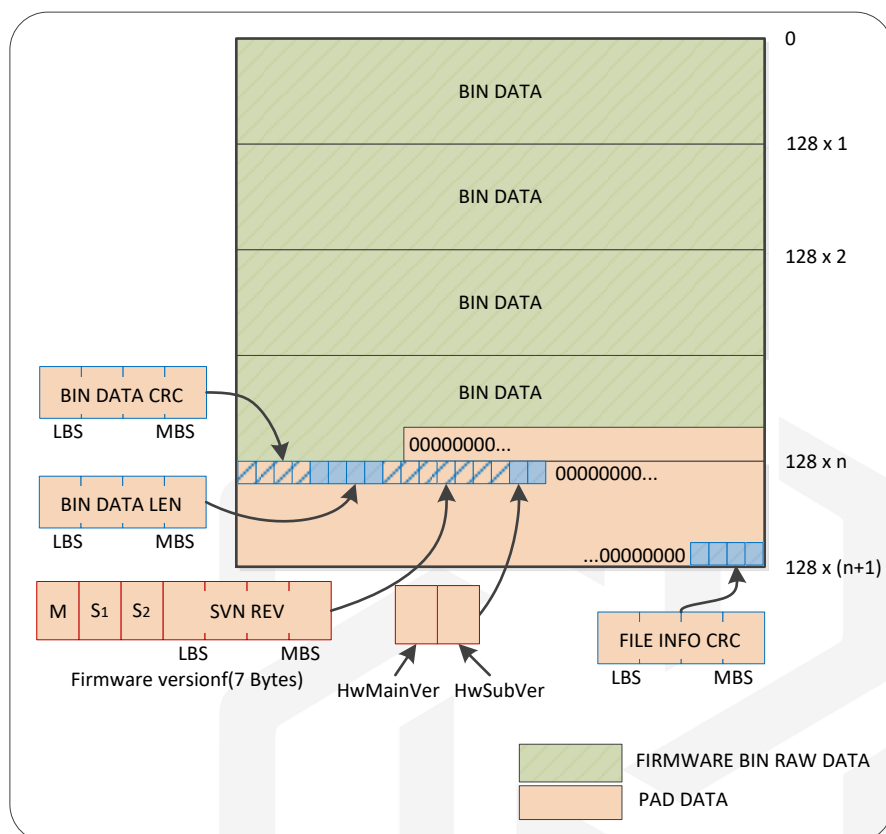 0
BIN DATA
128 x 1
BIN DATA
128 x 2
BIN DATA
BIN DATA
BIN DATA CRC
LBS MBS
00000000...
128 x n
00000000...
BIN DATA LEN
LBS MBS
...00000000
128 x (n+1)
M S1 S2 SVN REV
LBS MBS
Firmware versionf(7 Bytes)
HwMainVer HwSubVer
FILE INFO CRC
LBS MBS
FIRMWARE BIN RAW DATA
PAD DATA